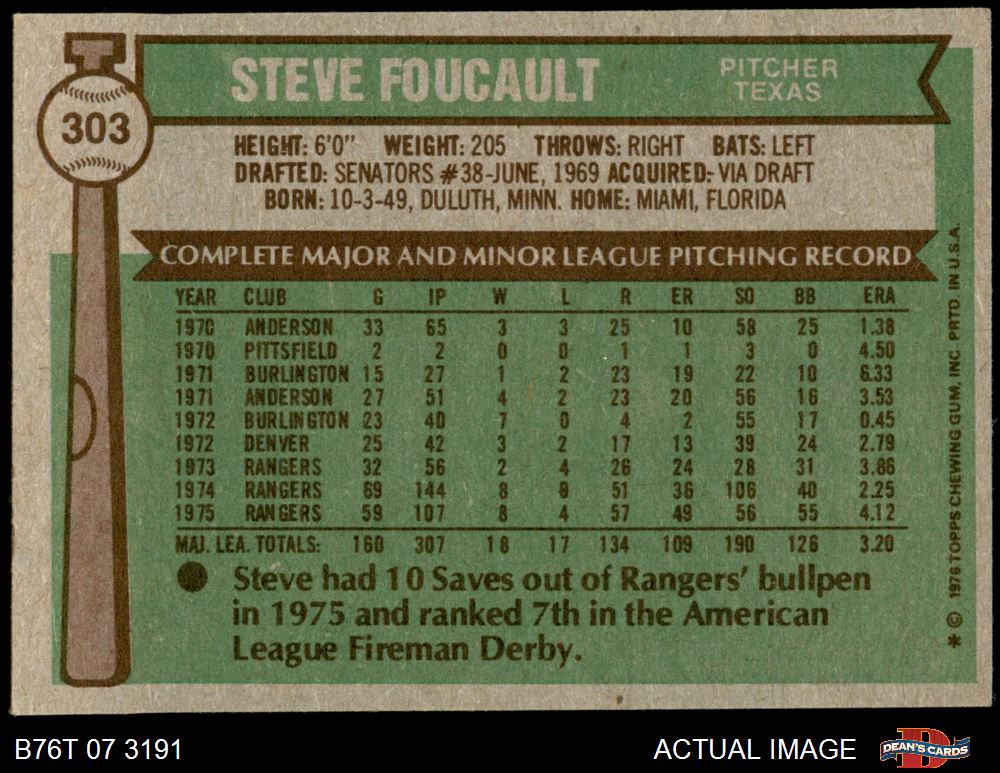 303
STEVE FOUCAULT
PITCHER
TEXAS
HEIGHT: 6'0" WEIGHT: 205 THROWS: RIGHT BATS: LEFT
DRAFTED: SENATORS #38-JUNE, 1969 ACQUIRED: VIA DRAFT
BORN: 10-3-49, DULUTH, MINN. HOME: MIAMI, FLORIDA
COMPLETE MAJOR AND MINOR LEAGUE PITCHING RECORD
YEAR CLUB G IP W L R ER SO BB ERA
1970 ANDERSON 33 65 3 3 25 10 58 25 1.38
1970 PITTSFIELD 2 2 0 0 1 1 3 0 4.50
1971 BURLINGTON 15 27 1 2 23 19 22 10 6.33
1971 ANDERSON 27 51 4 2 23 20 56 16 3.53
1972 BURLINGTON 23 40 7 0 4 2 55 17 0.45
1972 DENVER 25 42 3 2 17 13 39 24 2.79
1973 RANGERS 32 56 2 4 26 24 28 31 3.86
1974 RANGERS 69 144 8 9 51 36 106 40 2.25
1975 RANGERS 59 107 8 4 57 49 56 55 4.12
MAJ. LEA. TOTALS: 160 307 18 17 134 109 190 126 3.20
Steve had 10 Saves out of Rangers' bullpen
in 1975 and ranked 7th in the American
League Fireman Derby.
* © 1976 TOPPS CHEWING GUM, INC. PRTD. IN U.S.A.
B76T 07 3191
ACTUAL IMAGE
D
DEAN'S CARDS